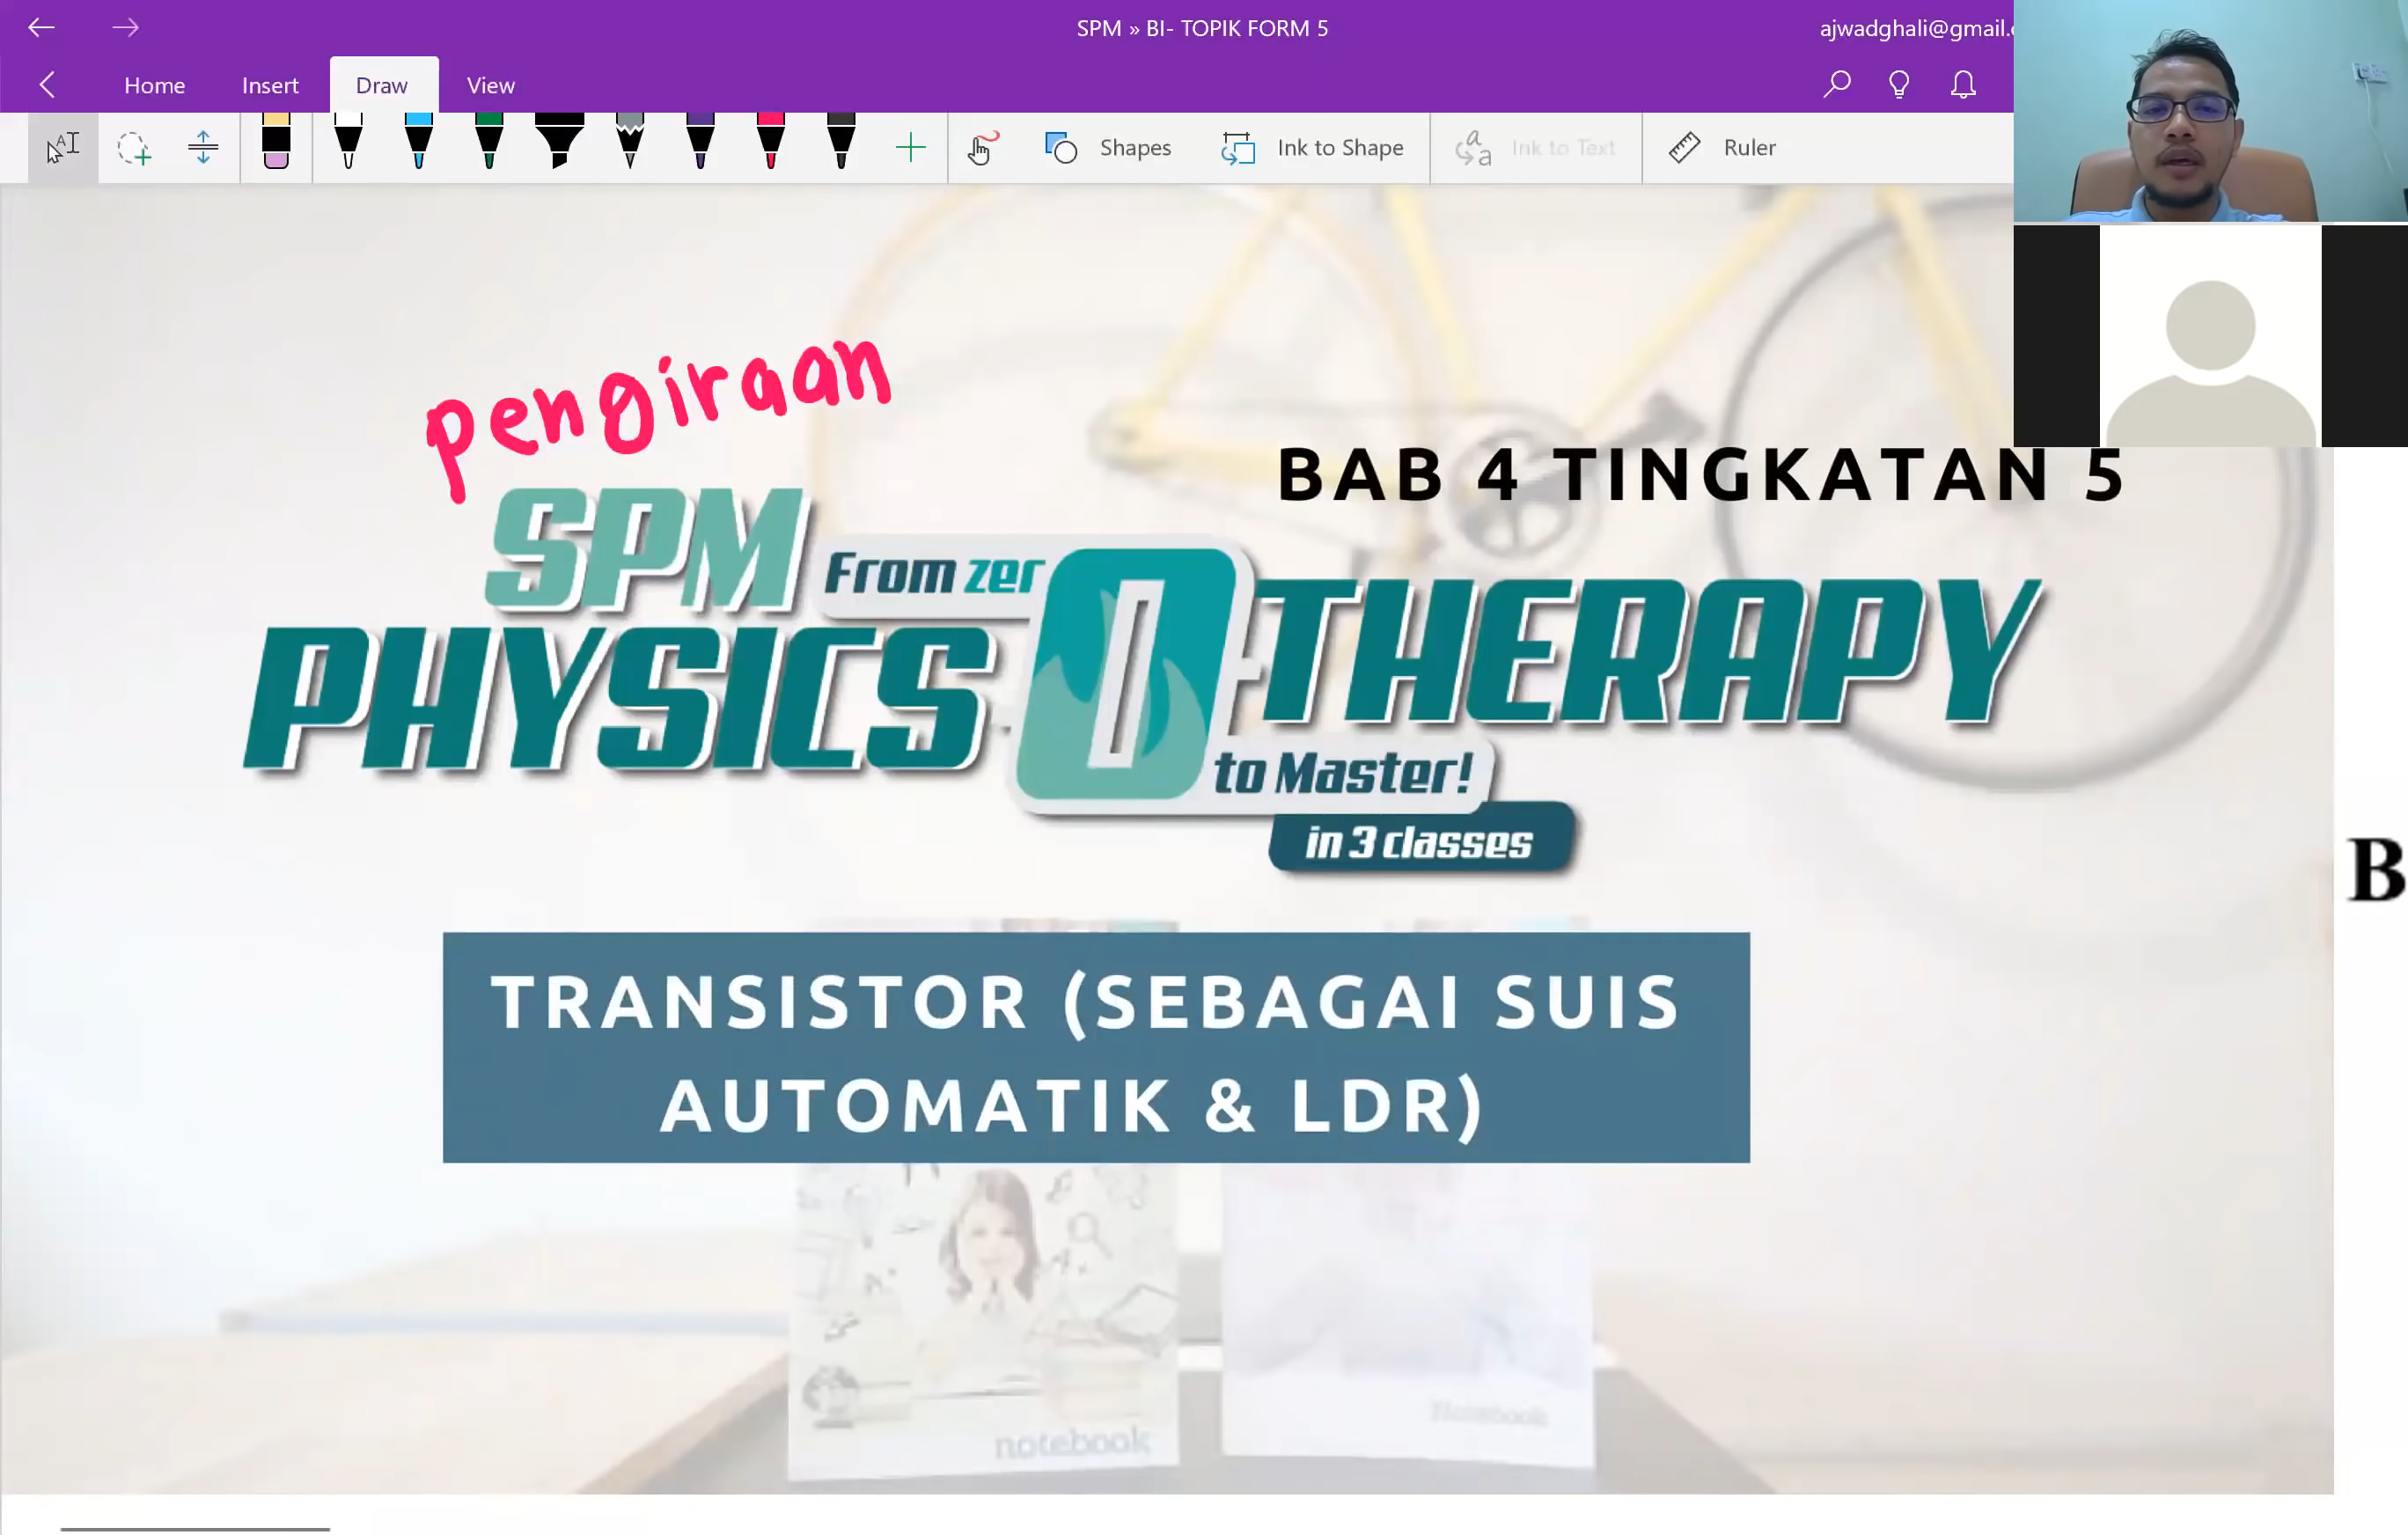 SPM » BI- TOPIK FORM 5
ajwadghali@gmail.
Home Insert Draw View
Shapes Ink to Shape Ink to Text Ruler
pengiraan
BAB 4 TINGKATAN 5
SPM From zer
PHYSICS 0 THERAPY
to Master!
in 3 classes
B
TRANSISTOR (SEBAGAI SUIS
AUTOMATIK & LDR)
notebook
Notebook